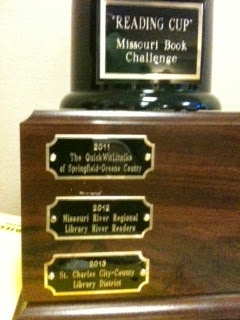 "READING CUP"
Missouri Book
Challenge
2011
The QuickWitLitniks
of Springfield-Greene County
2012
Missouri River Regional
Library River Readers
2013
St. Charles City-County
Library District